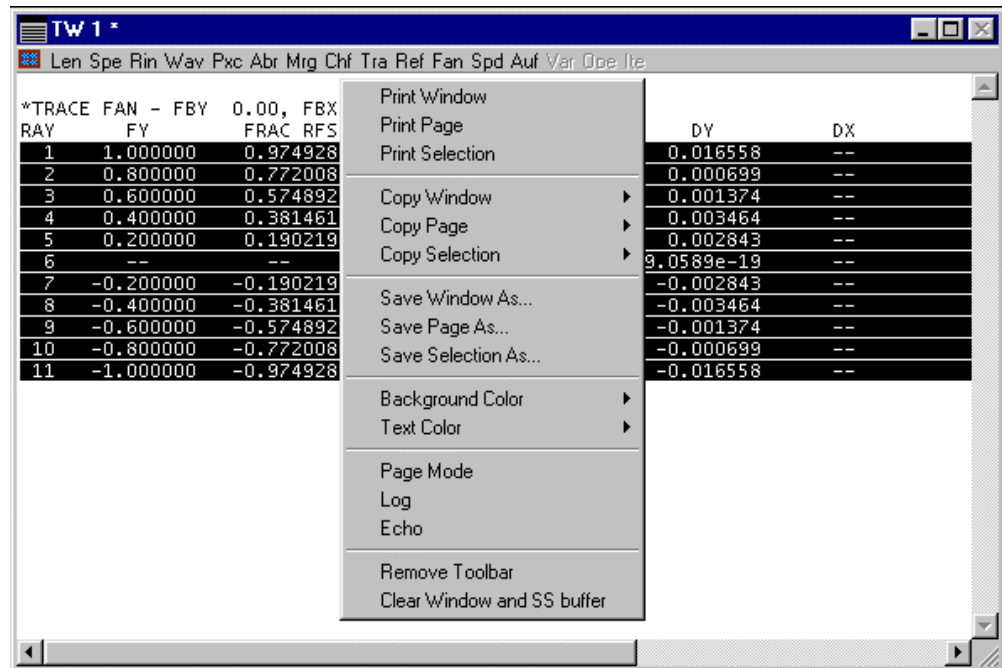 TW 1 *
Len Spe Rin Wav Pxc Abr Mrg Chf Tra Ref Fan Spd Auf Var Ope Ite
*TRACE FAN - FBY 0.00, FBX
RAY FY FRAC RFS DY DX
1 1.000000 0.974928 0.016558 --
2 0.800000 0.772008 0.000699 --
3 0.600000 0.574892 0.001374 --
4 0.400000 0.381461 0.003464 --
5 0.200000 0.190219 0.002843 --
6 -- -- 9.0589e-19 --
7 -0.200000 -0.190219 -0.002843 --
8 -0.400000 -0.381461 -0.003464 --
9 -0.600000 -0.574892 -0.001374 --
10 -0.800000 -0.772008 -0.000699 --
11 -1.000000 -0.974928 -0.016558 --
Print Window
Print Page
Print Selection
Copy Window
Copy Page
Copy Selection
Save Window As...
Save Page As...
Save Selection As...
Background Color
Text Color
Page Mode
Log
Echo
Remove Toolbar
Clear Window and SS buffer